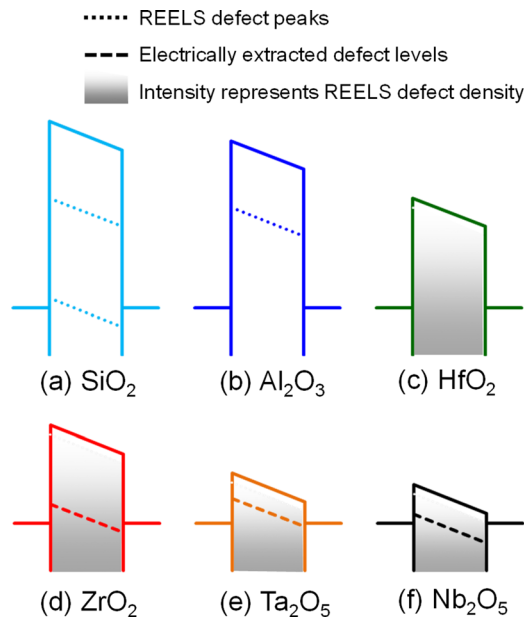 REELS defect peaks
Electrically extracted defect levels
Intensity represents REELS defect density
(a) SiO₂
(b) Al₂O₃
(c) HfO₂
(d) ZrO₂
(e) Ta₂O₅
(f) Nb₂O₅